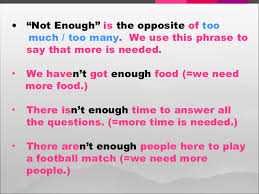 • “Not Enough” is the opposite of too
much / too many. We use this phrase to
say that more is needed.
• We haven’t got enough food (=we need
more food.)
• There isn’t enough time to answer all
the questions. (=more time is needed.)
• There aren’t enough people here to play
a football match (=we need more
people.)